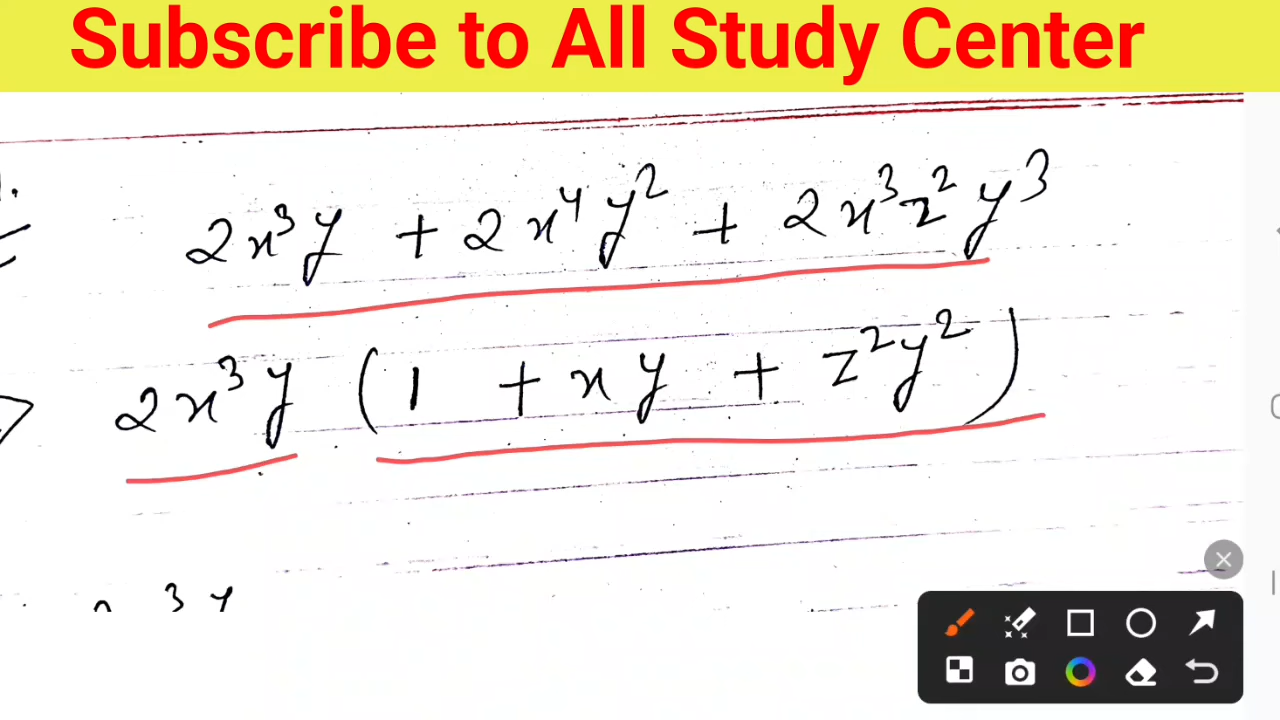 Subscribe to All Study Center
2x³y + 2x⁴y² + 2x³z²y³
2x³y (1 + xy + z²y²)